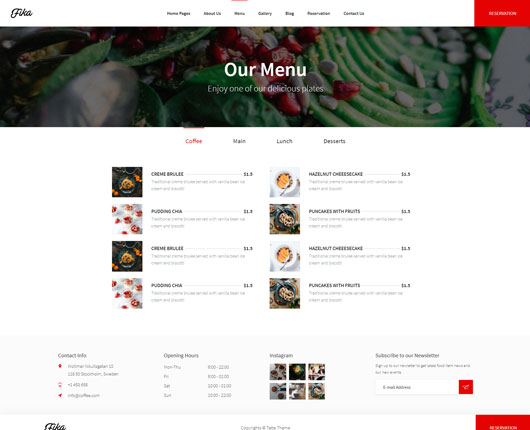 Fika
Home Pages About Us Menu Gallery Blog Reservation Contact Us
RESERVATION
Our Menu
Enjoy one of our delicious plates
Coffee Main Lunch Desserts
CREME BRULEE $1.5
Traditional creme brulee served with vanilla bean ice
cream and biscotti
HAZELNUT CHEESECAKE $1.5
Traditional creme brulee served with vanilla bean ice
cream and biscotti
PUDDING CHIA $1.5
Traditional creme brulee served with vanilla bean ice
cream and biscotti
PUNCAKES WITH FRUITS $1.5
Traditional creme brulee served with vanilla bean ice
cream and biscotti
CREME BRULEE $1.5
Traditional creme brulee served with vanilla bean ice
cream and biscotti
HAZELNUT CHEESECAKE $1.5
Traditional creme brulee served with vanilla bean ice
cream and biscotti
PUDDING CHIA $1.5
Traditional creme brulee served with vanilla bean ice
cream and biscotti
PUNCAKES WITH FRUITS $1.5
Traditional creme brulee served with vanilla bean ice
cream and biscotti
Contact Info
118 60 Stockholm, Sweden
+1 453 658
info@coffee.com
Opening Hours
Mon-Thu 9:00 - 22:00
Fri 9:00 - 01:00
Sat 10:00 - 01:00
Sun 10:00 - 21:00
Instagram
Subscribe to our Newsletter
Sign up to our newsletter to get latest food item news and
our new events.
E-mail Address
Fika
Copyrights © Taste Theme
RESERVATION